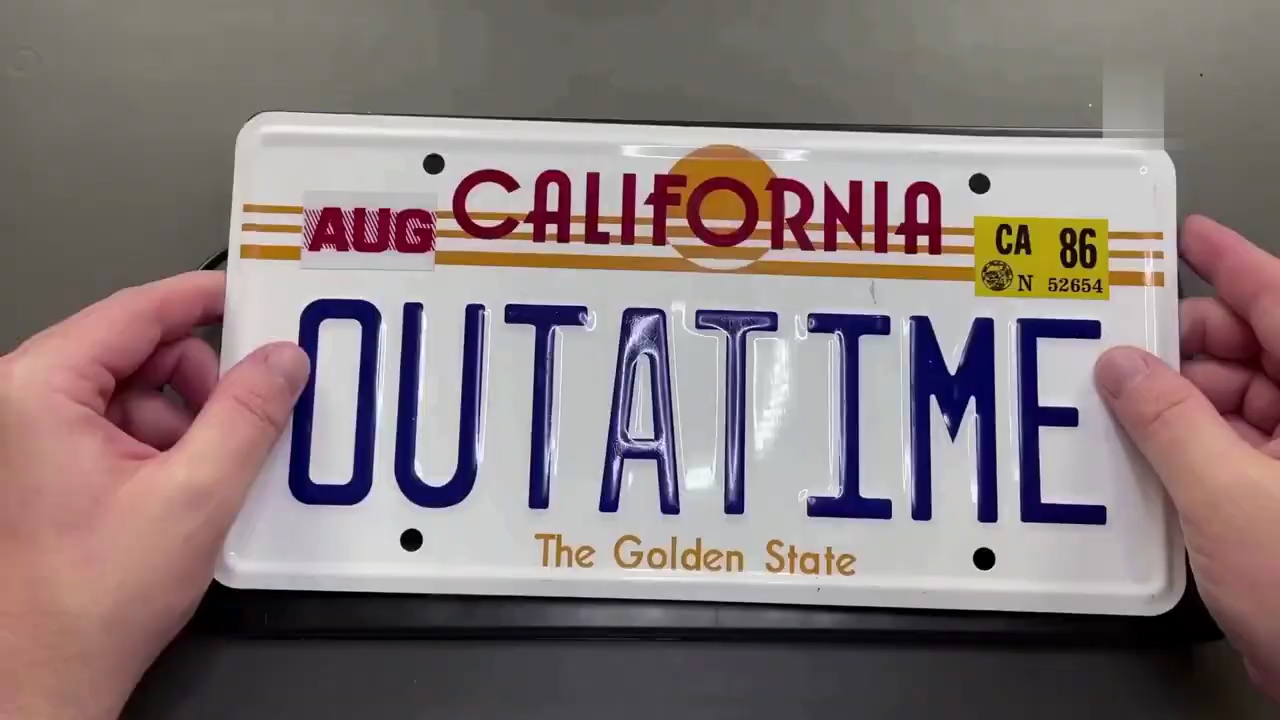 CALIFORNIA
AUG
CA 86
N 52654
OUTATIME
The Golden State